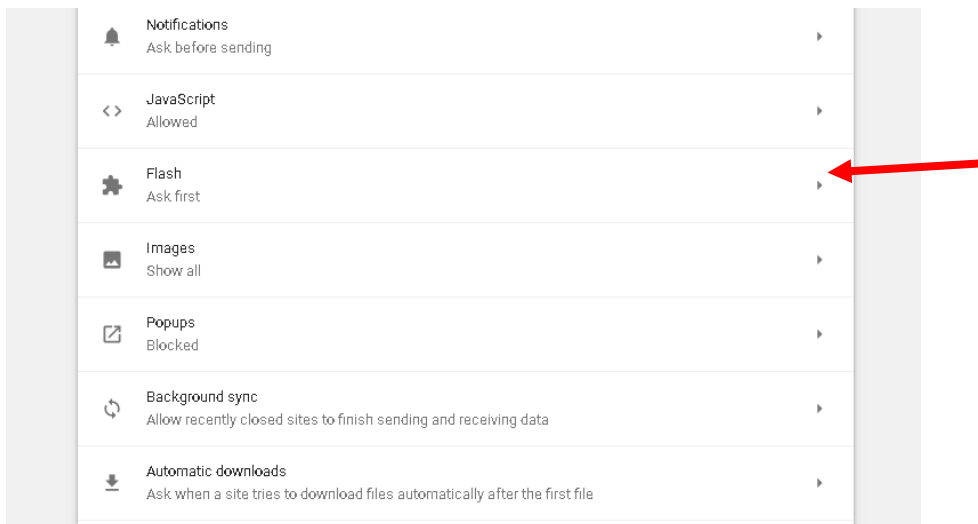 Notifications
Ask before sending
JavaScript
Allowed
Flash
Ask first
Images
Show all
Popups
Blocked
Background sync
Allow recently closed sites to finish sending and receiving data
Automatic downloads
Ask when a site tries to download files automatically after the first file